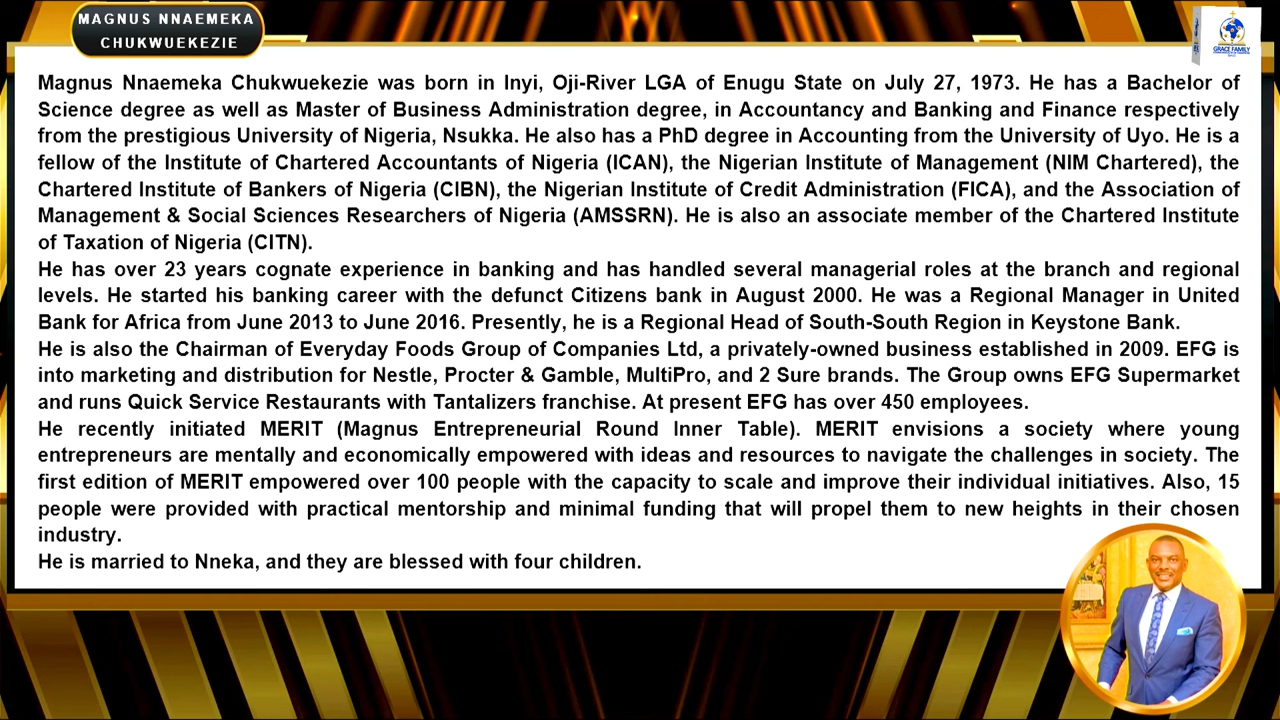 MAGNUS NNAEMEKA
CHUKWUEKEZIE
GRACE FAMILY
Magnus Nnaemeka Chukwuekezie was born in Inyi, Oji-River LGA of Enugu State on July 27, 1973. He has a Bachelor of
Science degree as well as Master of Business Administration degree, in Accountancy and Banking and Finance respectively
from the prestigious University of Nigeria, Nsukka. He also has a PhD degree in Accounting from the University of Uyo. He is a
fellow of the Institute of Chartered Accountants of Nigeria (ICAN), the Nigerian Institute of Management (NIM Chartered), the
Chartered Institute of Bankers of Nigeria (CIBN), the Nigerian Institute of Credit Administration (FICA), and the Association of
Management & Social Sciences Researchers of Nigeria (AMSSRN). He is also an associate member of the Chartered Institute
of Taxation of Nigeria (CITN).
He has over 23 years cognate experience in banking and has handled several managerial roles at the branch and regional
levels. He started his banking career with the defunct Citizens bank in August 2000. He was a Regional Manager in United
Bank for Africa from June 2013 to June 2016. Presently, he is a Regional Head of South-South Region in Keystone Bank.
He is also the Chairman of Everyday Foods Group of Companies Ltd, a privately-owned business established in 2009. EFG is
into marketing and distribution for Nestle, Procter & Gamble, MultiPro, and 2 Sure brands. The Group owns EFG Supermarket
and runs Quick Service Restaurants with Tantalizers franchise. At present EFG has over 450 employees.
He recently initiated MERIT (Magnus Entrepreneurial Round Inner Table). MERIT envisions a society where young
entrepreneurs are mentally and economically empowered with ideas and resources to navigate the challenges in society. The
first edition of MERIT empowered over 100 people with the capacity to scale and improve their individual initiatives. Also, 15
people were provided with practical mentorship and minimal funding that will propel them to new heights in their chosen
industry.
He is married to Nneka, and they are blessed with four children.